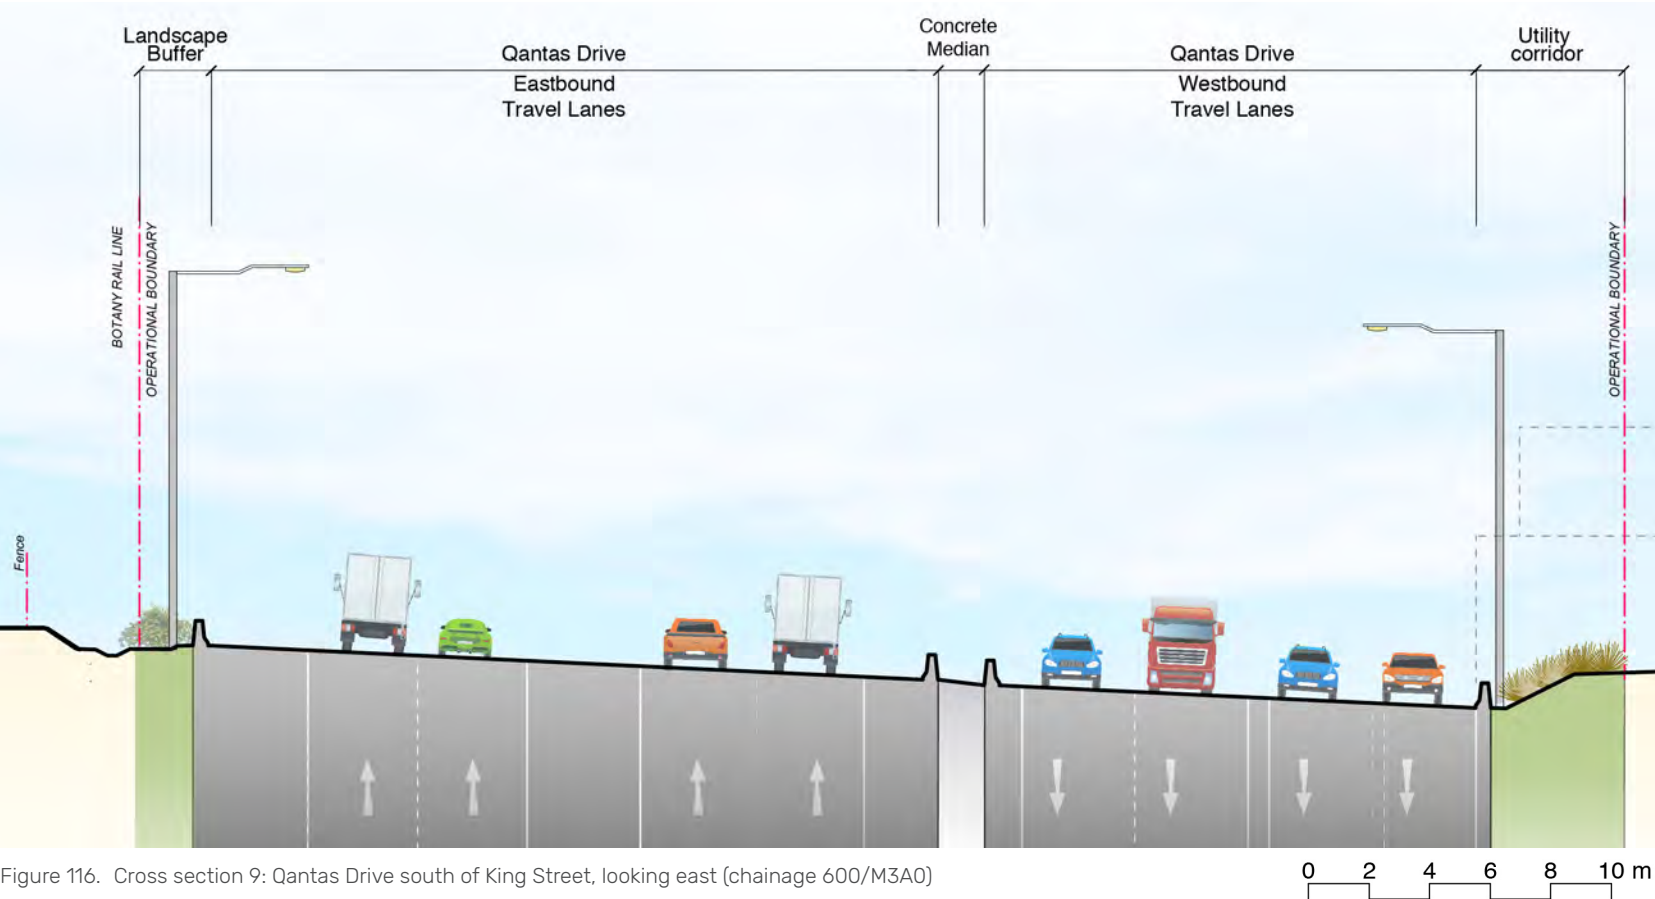 Landscape
Buffer
Qantas Drive
Eastbound
Travel Lanes
Concrete
Median
Qantas Drive
Westbound
Travel Lanes
Utility
corridor
BOTANY RAIL LINE
OPERATIONAL BOUNDARY
OPERATIONAL BOUNDARY
Fence
Figure 116. Cross section 9: Qantas Drive south of King Street, looking east (chainage 600/M3A0)
0 2 4 6 8 10 m